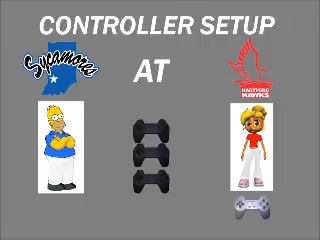 CONTROLLER SETUP
Sycamores
AT
HARTFORD
HAWKS